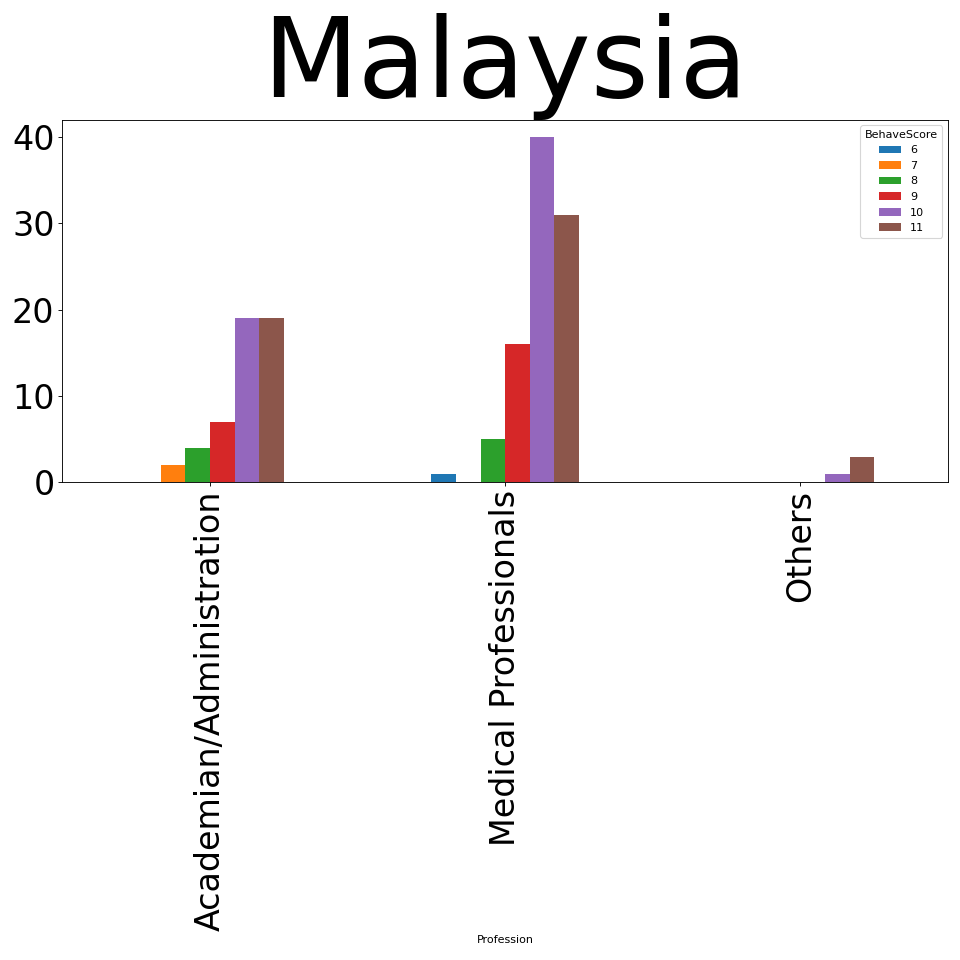 Malaysia
40
30
20
10
0
BehaveScore
6
7
8
9
10
11
Academian/Administration
Medical Professionals
Others
Profession